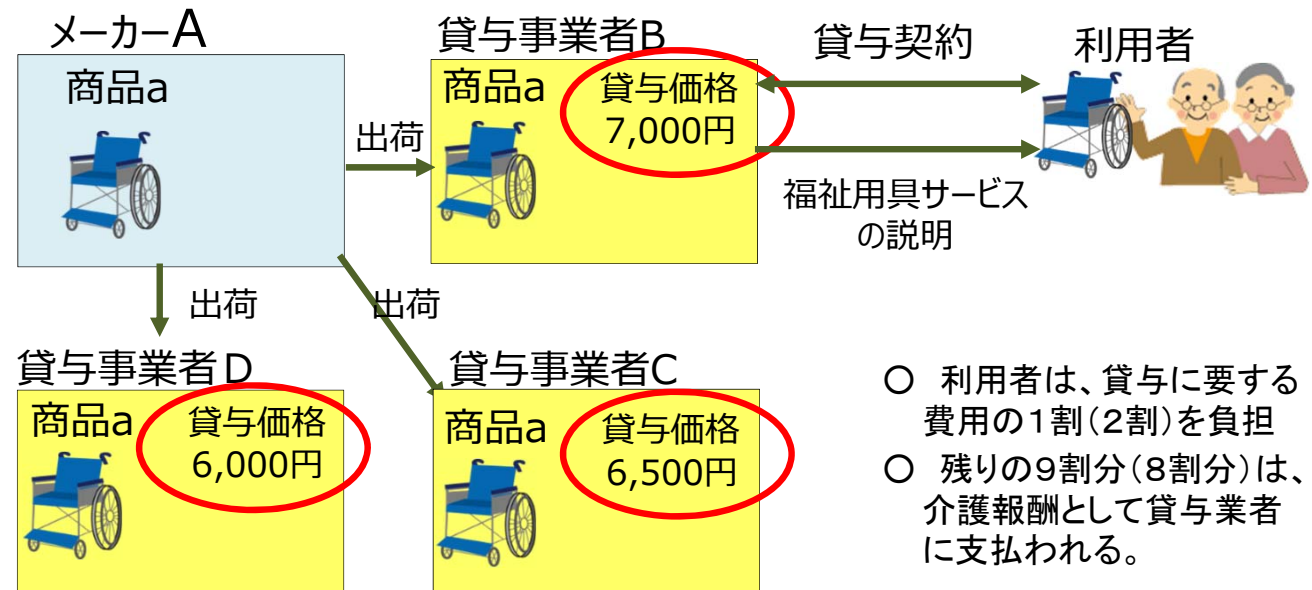 メーカーA
商品a
出荷
貸与事業者B
商品a
貸与価格
7,000円
貸与契約
利用者
福祉用具サービス
の説明
出荷
出荷
貸与事業者D
商品a
貸与価格
6,000円
貸与事業者C
商品a
貸与価格
6,500円
○ 利用者は、貸与に要する
費用の１割（２割）を負担
○ 残りの９割分（８割分）は、
介護報酬として貸与業者
に支払われる。